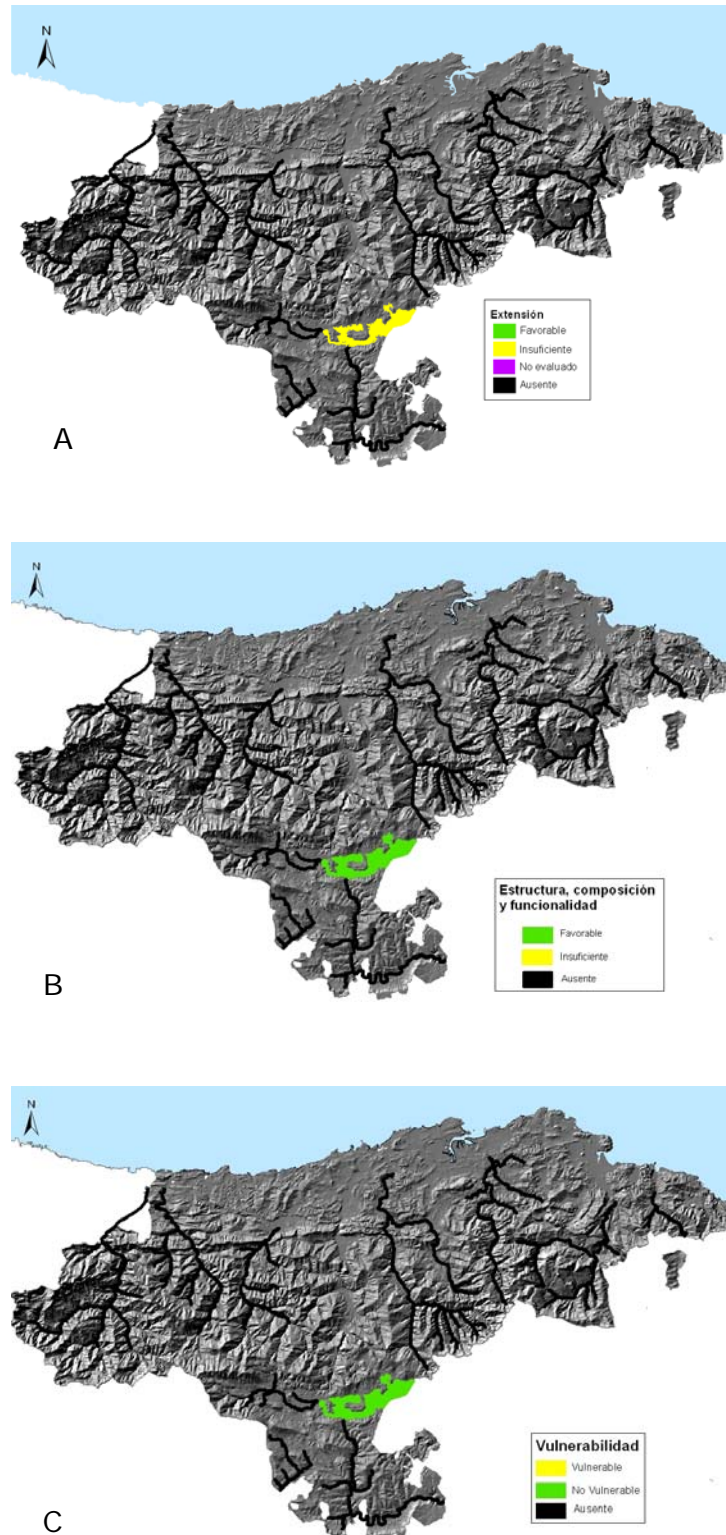 N
Extensión
Favorable
Insuficiente
No evaluado
Ausente
A
N
Estructura, composición
y funcionalidad
Favorable
Insuficiente
Ausente
B
N
Vulnerabilidad
Vulnerable
No Vulnerable
Ausente
C